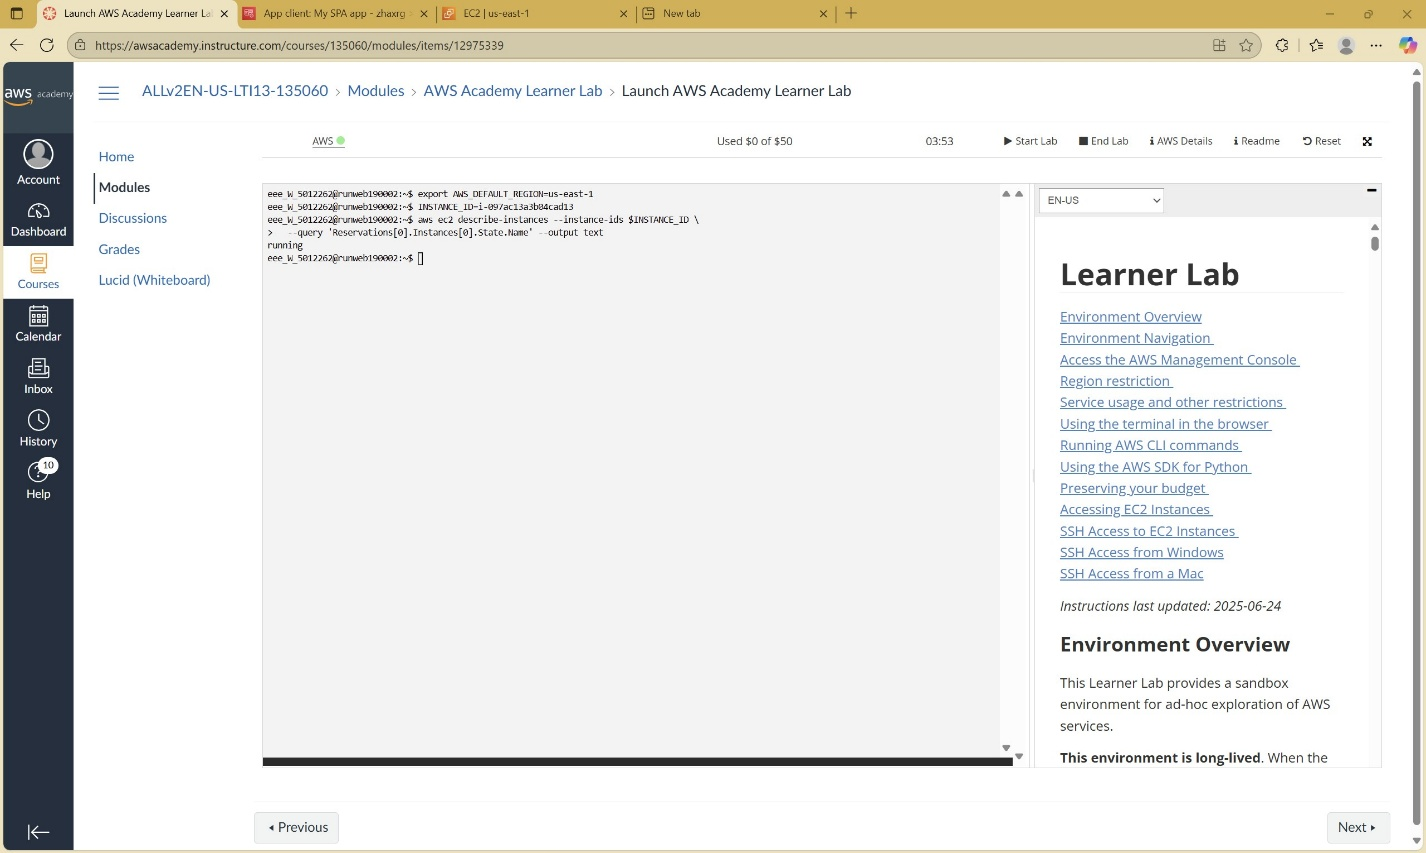 Launch AWS Academy Learner La
App client: My SPA app - zhaxrg
EC2 | us-east-1
New tab
https://awsacademy.instructure.com/courses/135060/modules/items/12975339
aws academy
ALLv2EN-US-LTI13-135060 > Modules > AWS Academy Learner Lab > Launch AWS Academy Learner Lab
Account
Dashboard
Courses
Calendar
Inbox
History
10
Help
Home
Modules
Discussions
Grades
Lucid (Whiteboard)
AWS
Used $0 of $50
03:53
Start Lab
End Lab
AWS Details
Readme
Reset
eee_W_5012262@runweb190002:~$ export AWS_DEFAULT_REGION=us-east-1
eee_W_5012262@runweb190002:~$ INSTANCE_ID=i-097ac13a3b04cad13
eee_W_5012262@runweb190002:~$ aws ec2 describe-instances --instance-ids $INSTANCE_ID \
> --query 'Reservations[0].Instances[0].State.Name' --output text
running
eee_W_5012262@runweb190002:~$
EN-US
Learner Lab
Environment Overview
Environment Navigation
Access the AWS Management Console
Region restriction
Service usage and other restrictions
Using the terminal in the browser
Running AWS CLI commands
Using the AWS SDK for Python
Preserving your budget
Accessing EC2 Instances
SSH Access to EC2 Instances
SSH Access from Windows
SSH Access from a Mac
Instructions last updated: 2025-06-24
Environment Overview
This Learner Lab provides a sandbox
environment for ad-hoc exploration of AWS
services.
This environment is long-lived. When the
Previous
Next